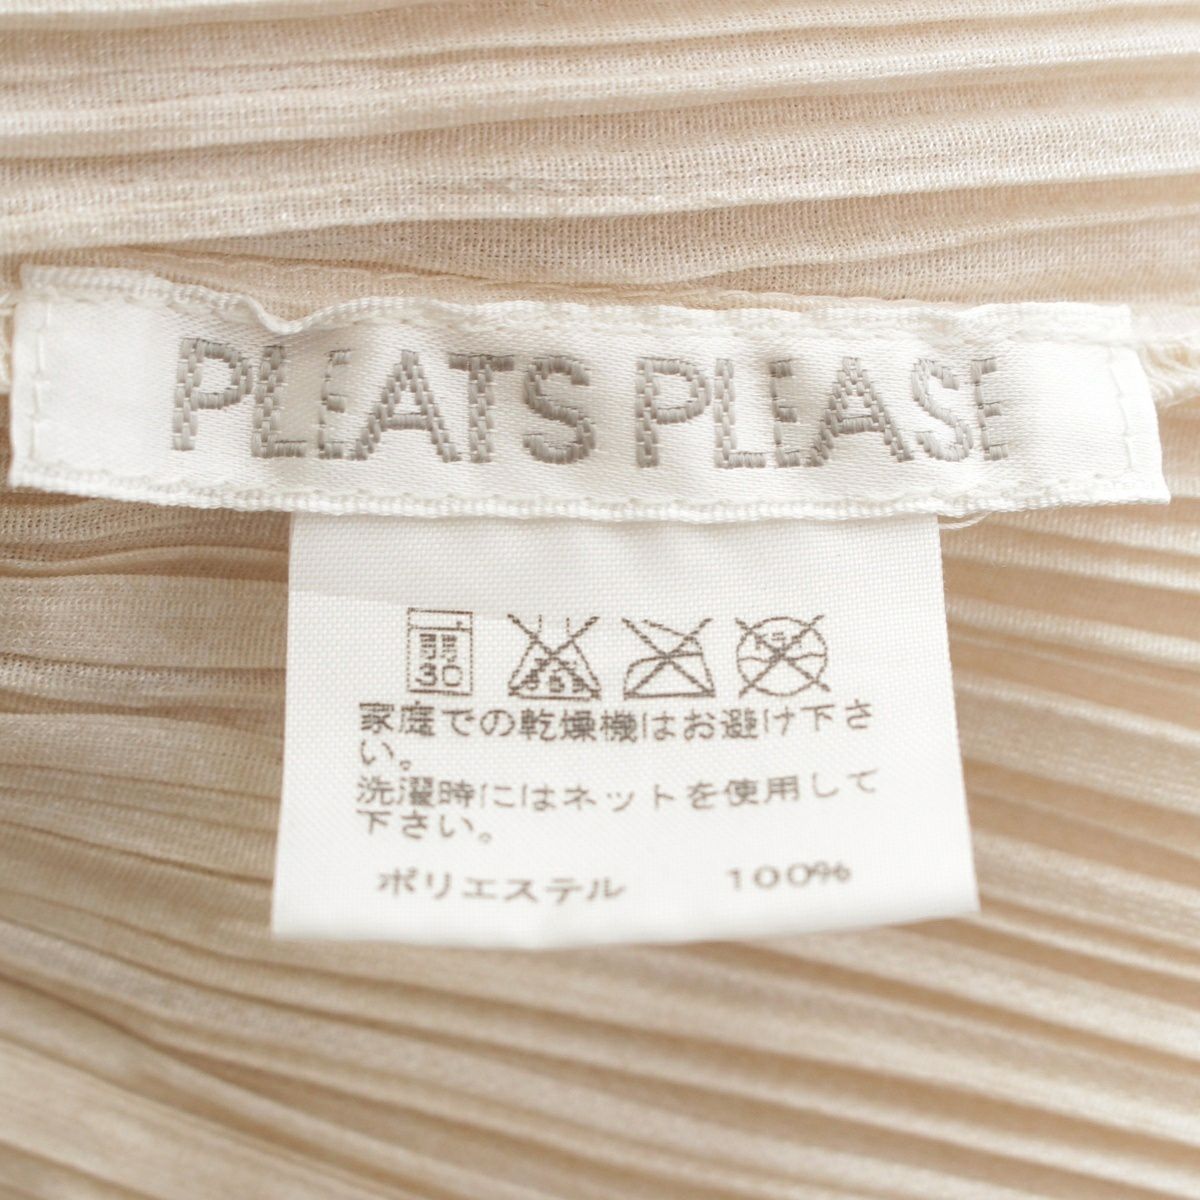 PLEATS PLEASE
弱
30
家庭での乾燥機はお避け下さ
い。
洗濯時にはネットを使用して
下さい。
ポリエステル 100%